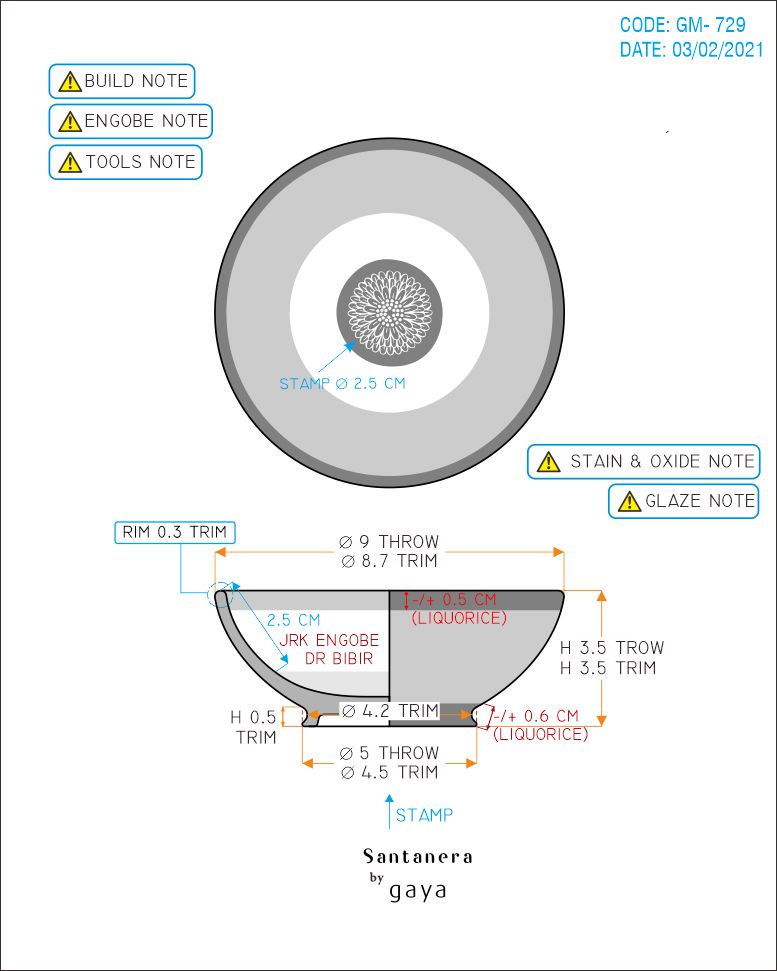 CODE: GM- 729
DATE: 03/02/2021
BUILD NOTE
ENGOBE NOTE
TOOLS NOTE
STAMP Ø 2.5 CM
STAIN & OXIDE NOTE
GLAZE NOTE
RIM 0.3 TRIM
Ø 9 THROW
Ø 8.7 TRIM
-/+ 0.5 CM
(LIQUORICE)
2.5 CM
JRK ENGOBE
DR BIBIR
H 3.5 TROW
H 3.5 TRIM
H 0.5
TRIM
Ø 4.2 TRIM
-/+ 0.6 CM
(LIQUORICE)
Ø 5 THROW
Ø 4.5 TRIM
STAMP
Santanera
by
gaya